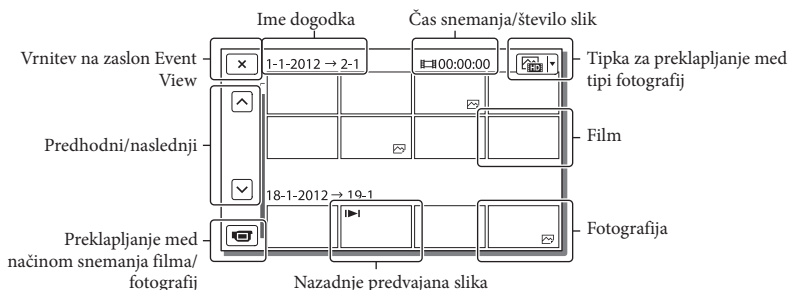 Ime dogodka
Čas snemanja/število slik
Vrnitev na zaslon Event
View
1-1-2012 → 2-1
00:00:00
HD
Tipka za preklapljanje med
tipi fotografij
Predhodni/naslednji
Film
18-1-2012 → 19-1
Fotografija
Preklapljanje med
načinom snemanja filma/
fotografij
Nazadnje predvajana slika